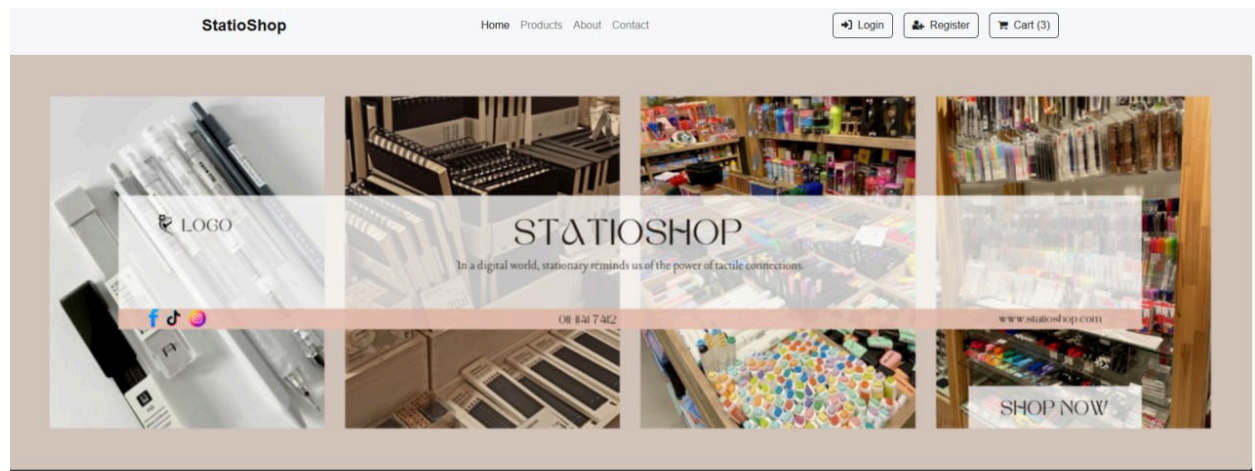 StatioShop
Home Products About Contact
Login Register Cart (3)
LOGO
STATIOSHOP
In a digital world, stationary reminds us of the power of tactile connections.
011 1141 7412
www.statioshop.com
SHOP NOW